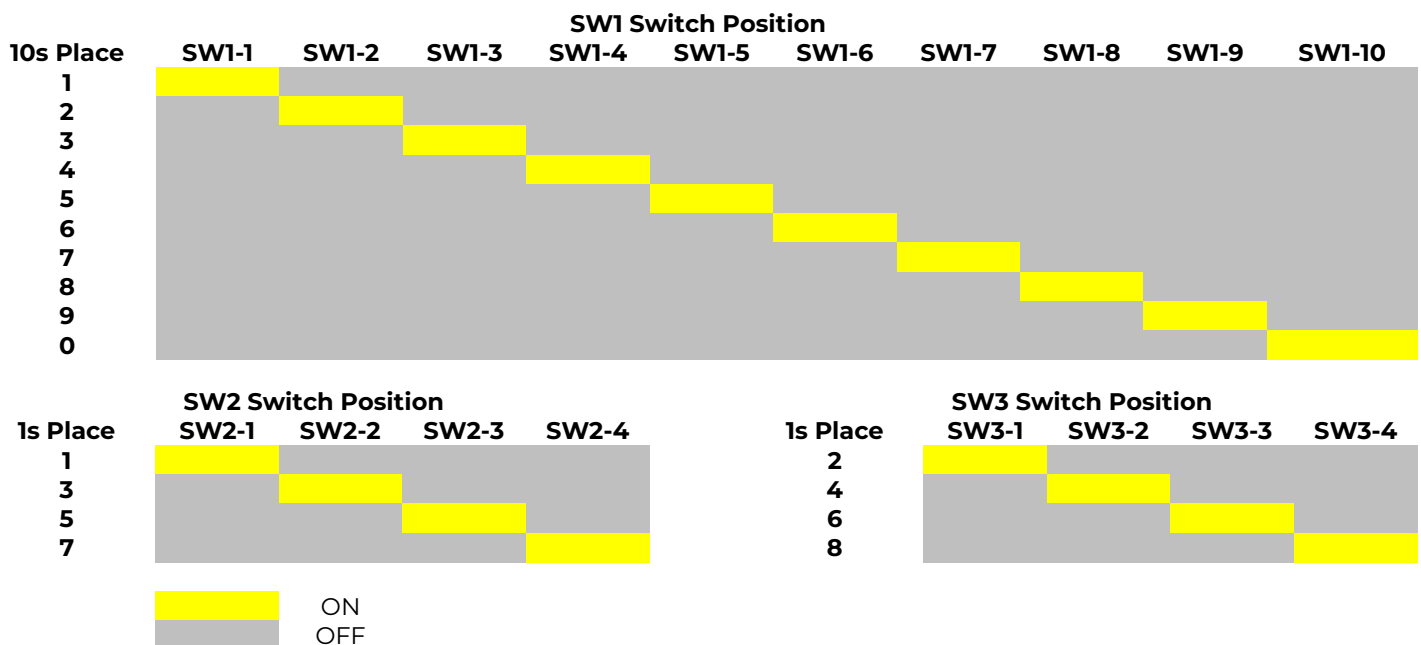 SW1 Switch Position
10s Place SW1-1 SW1-2 SW1-3 SW1-4 SW1-5 SW1-6 SW1-7 SW1-8 SW1-9 SW1-10
1
2
3
4
5
6
7
8
9
0
SW2 Switch Position SW3 Switch Position
1s Place SW2-1 SW2-2 SW2-3 SW2-4 1s Place SW3-1 SW3-2 SW3-3 SW3-4
1 2
3 4
5 6
7 8
ON
OFF